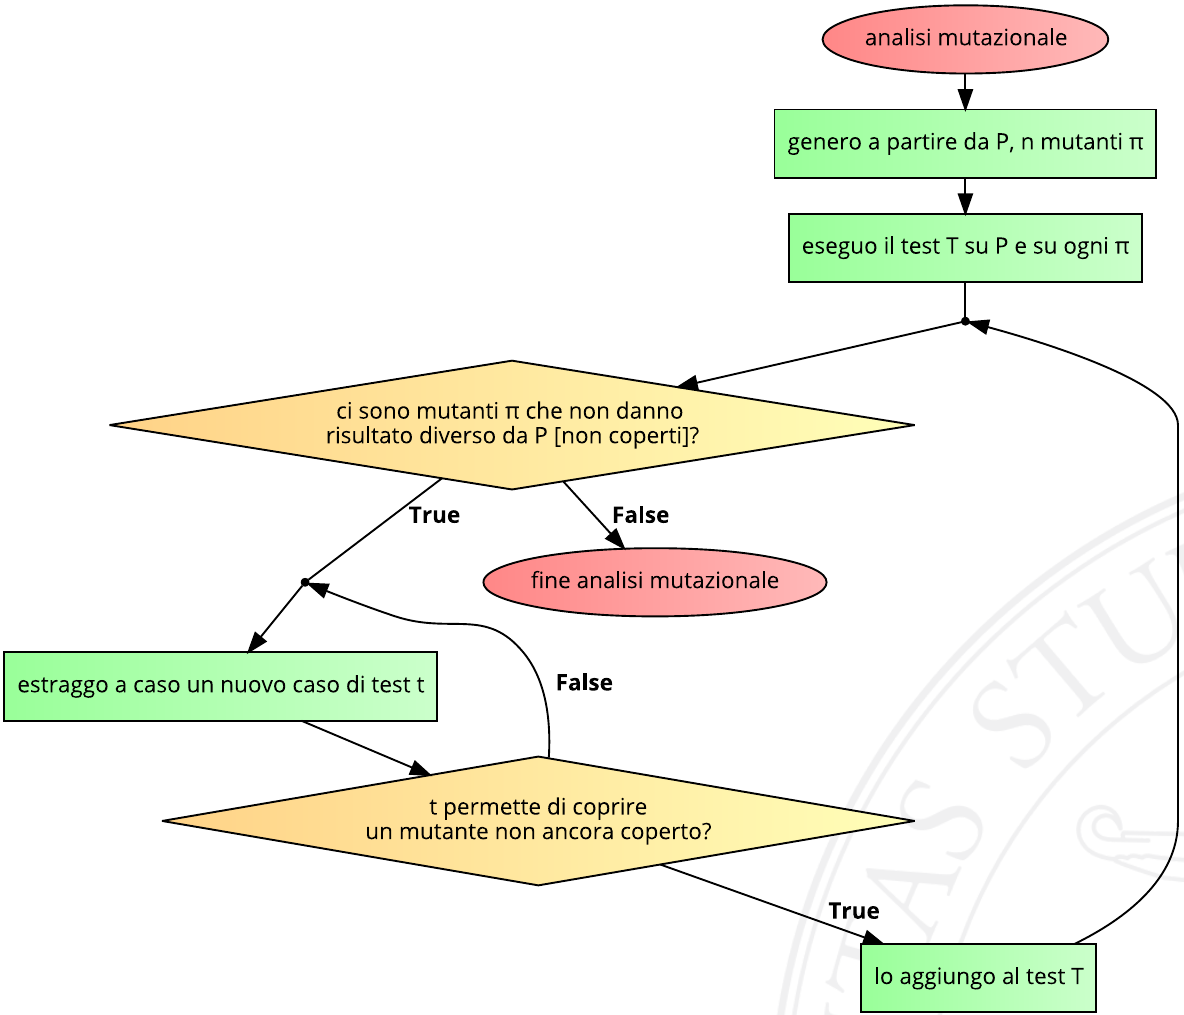 analisi mutazionale
genero a partire da P, n mutanti π
eseguo il test T su P e su ogni π
ci sono mutanti π che non danno
risultato diverso da P [non coperti]?
True
False
fine analisi mutazionale
estraggo a caso un nuovo caso di test t
False
t permette di coprire
un mutante non ancora coperto?
True
lo aggiungo al test T
TAS STU